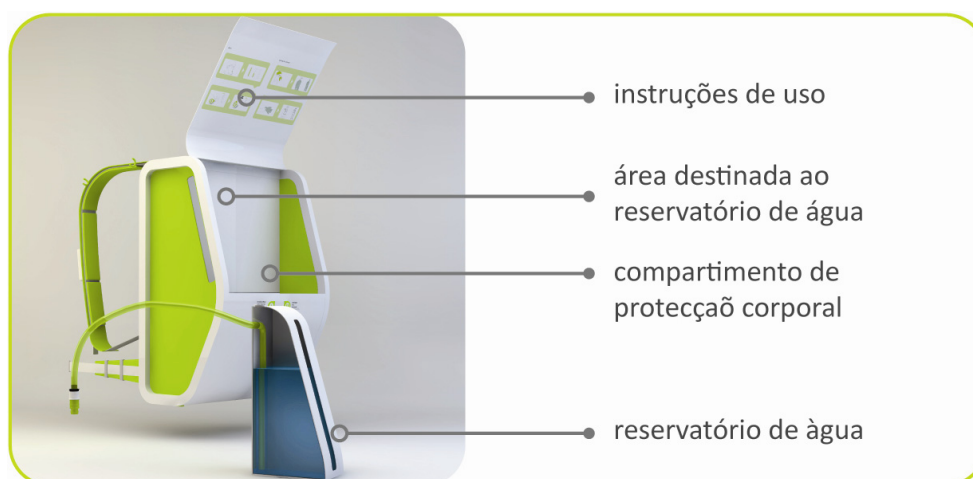 instruções de uso
área destinada ao
reservatório de água
compartimento de
protecçaõ corporal
reservatório de àgua